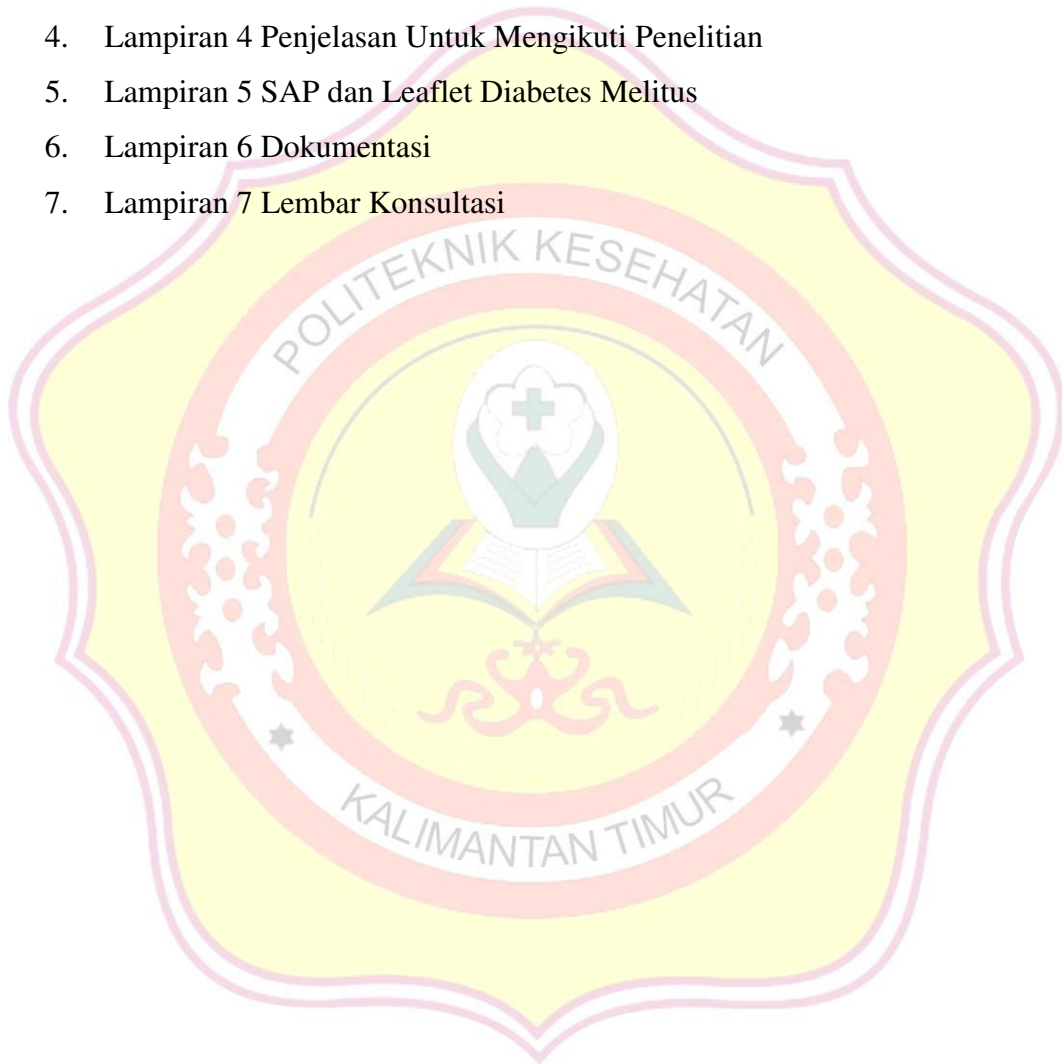 4. Lampiran 4 Penjelasan Untuk Mengikuti Penelitian
5. Lampiran 5 SAP dan Leaflet Diabetes Melitus
6. Lampiran 6 Dokumentasi
7. Lampiran 7 Lembar Konsultasi
POLITEKNIK KESEHATAN
KALIMANTAN TIMUR